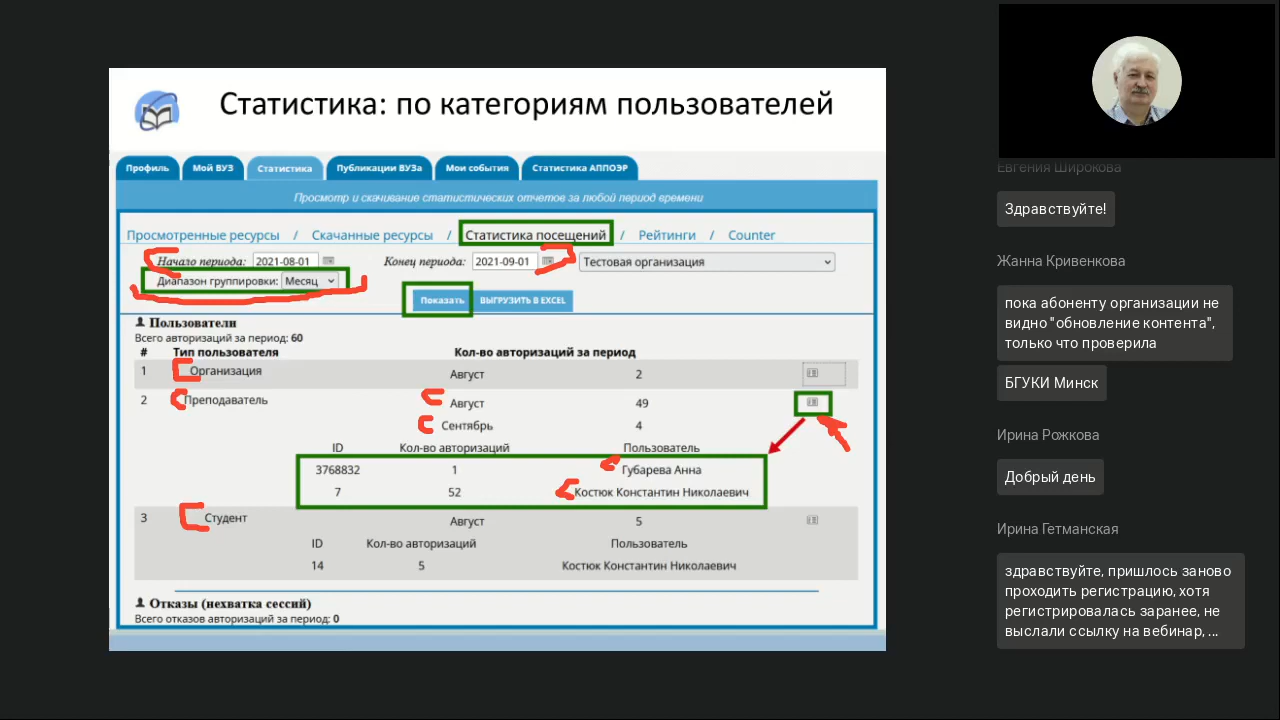 Статистика: по категориям пользователей
Профиль
Мой ВУЗ
Статистика
Публикации ВУЗа
Мои события
Статистика АППОЭР
Просмотр и скачивание статистических отчетов за любой период времени
Просмотренные ресурсы / Скачанные ресурсы / Статистика посещений / Рейтинги / Counter
Начало периода: 2021-08-01 Конец периода: 2021-09-01 Тестовая организация
Диапазон группировки: Месяц
Показать ВЫГРУЗИТЬ В EXCEL
Пользователи
Всего авторизаций за период: 60
# Тип пользователя Кол-во авторизаций за период
1 Организация Август 2
2 Преподаватель Август 49
Сентябрь 4
ID Кол-во авторизаций Пользователь
3768832 1 Губарева Анна
7 52 Костюк Константин Николаевич
3 Студент Август 5
ID Кол-во авторизаций Пользователь
14 5 Костюк Константин Николаевич
Отказы (нехватка сессий)
Всего отказов авторизаций за период: 0
Евгения Широкова
Здравствуйте!
Жанна Кривенкова
пока абоненту организации не
видно "обновление контента",
только что проверила
БГУКИ Минск
Ирина Рожкова
Добрый день
Ирина Гетманская
здравствуйте, пришлось заново
проходить регистрацию, хотя
регистрировалась заранее, не
выслали ссылку на вебинар, ...